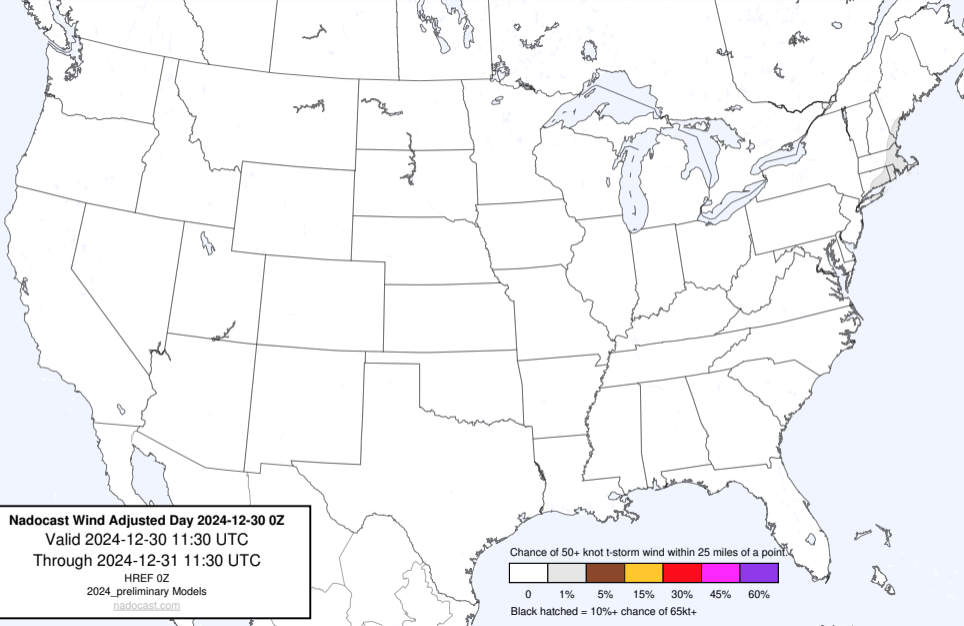 Nadocast Wind Adjusted Day 2024-12-30 0Z
Valid 2024-12-30 11:30 UTC
Through 2024-12-31 11:30 UTC
HREF 0Z
2024_preliminary Models
nadocast.com
Chance of 50+ knot t-storm wind within 25 miles of a point.
0 1% 5% 15% 30% 45% 60%
Black hatched = 10%+ chance of 65kt+